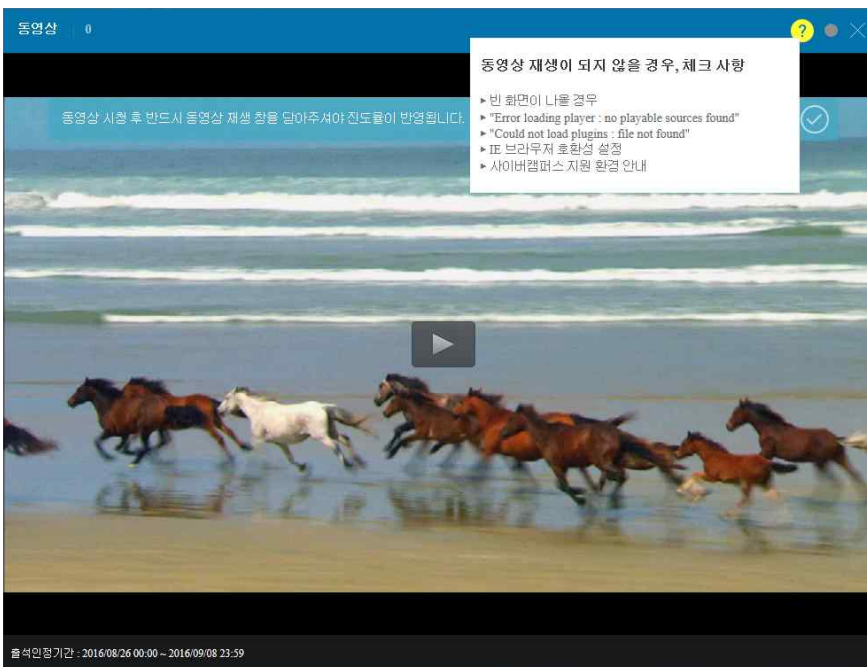 동영상 0
?
동영상 재생이 되지 않을 경우, 체크 사항
▸ 빈 화면이 나올 경우
▸ "Error loading player : no playable sources found"
▸ "Could not load plugins : file not found"
▸ IE 브라우저 호환성 설정
▸ 사이버캠퍼스 지원 환경 안내
동영상 시청 후 반드시 동영상 재생 창을 닫아주셔야 진도율이 반영됩니다.
출석인정기간 : 2016/08/26 00:00 ~ 2016/09/08 23:59